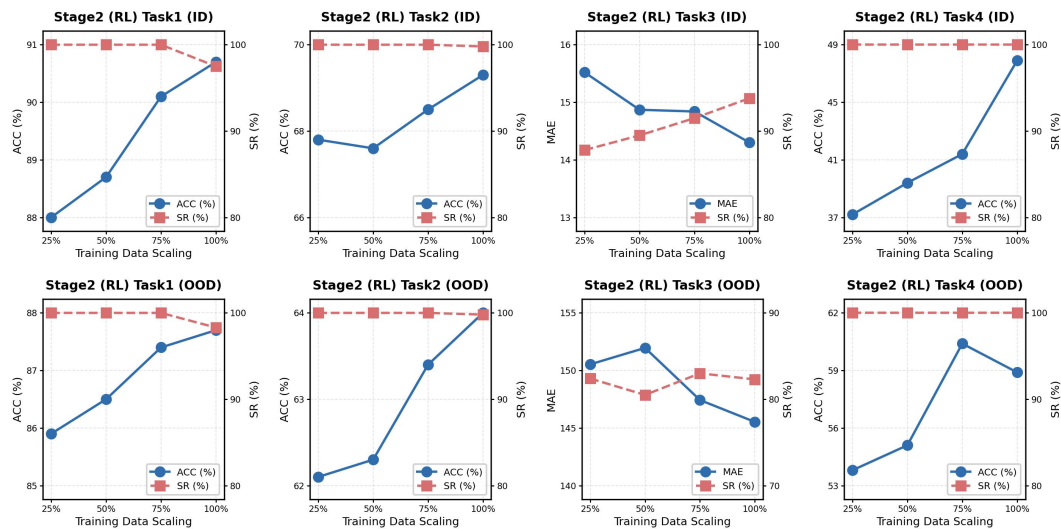 Stage2 (RL) Task1 (ID)
91
90
89
88
ACC (%)
100
90
80
SR (%)
ACC (%)
SR (%)
25% 50% 75% 100%
Training Data Scaling
Stage2 (RL) Task2 (ID)
70
68
66
ACC (%)
100
90
80
SR (%)
ACC (%)
SR (%)
25% 50% 75% 100%
Training Data Scaling
Stage2 (RL) Task3 (ID)
16
15
14
13
MAE
100
90
80
SR (%)
MAE
SR (%)
25% 50% 75% 100%
Training Data Scaling
Stage2 (RL) Task4 (ID)
49
45
41
37
ACC (%)
100
90
80
SR (%)
ACC (%)
SR (%)
25% 50% 75% 100%
Training Data Scaling
Stage2 (RL) Task1 (OOD)
88
87
86
85
ACC (%)
100
90
80
SR (%)
ACC (%)
SR (%)
25% 50% 75% 100%
Training Data Scaling
Stage2 (RL) Task2 (OOD)
64
63
62
ACC (%)
100
90
80
SR (%)
ACC (%)
SR (%)
25% 50% 75% 100%
Training Data Scaling
Stage2 (RL) Task3 (OOD)
155
150
145
140
MAE
90
80
70
SR (%)
MAE
SR (%)
25% 50% 75% 100%
Training Data Scaling
Stage2 (RL) Task4 (OOD)
62
59
56
53
ACC (%)
100
90
80
SR (%)
ACC (%)
SR (%)
25% 50% 75% 100%
Training Data Scaling